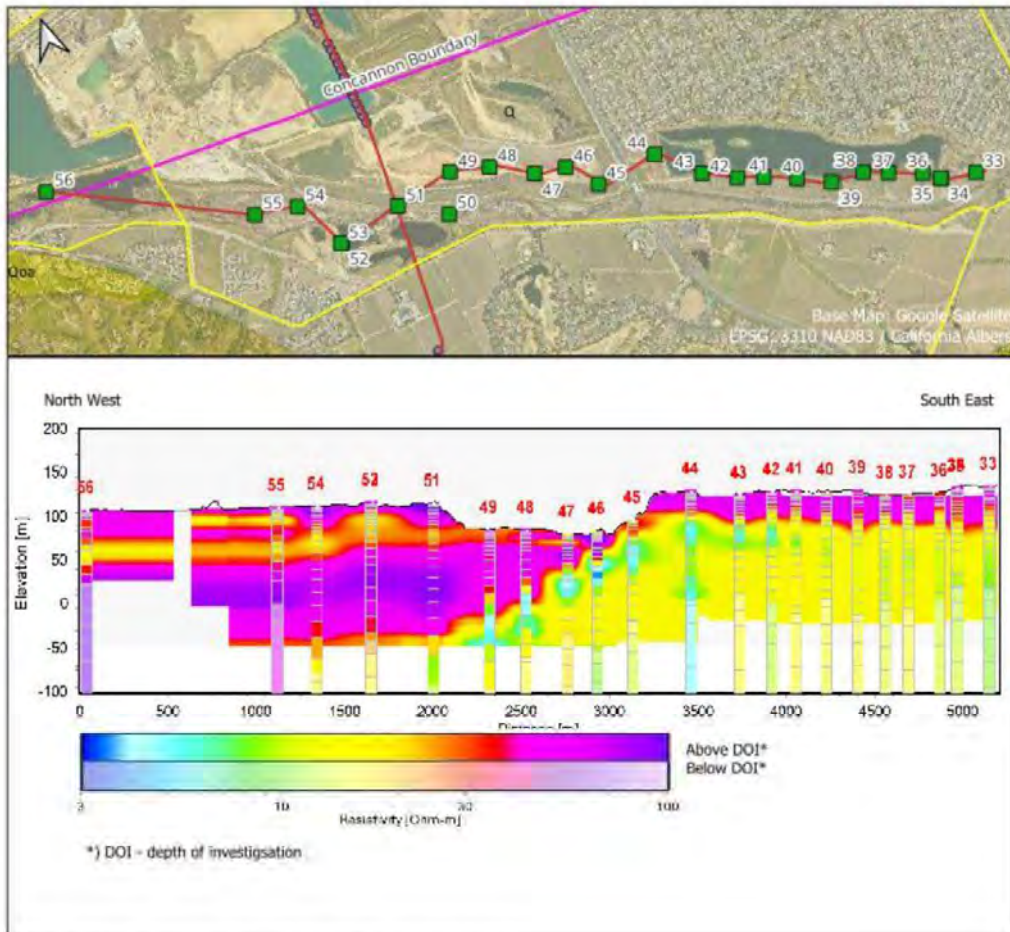 Concannon Boundary
Q
56
55
54
53
52
51
49
50
48
47
46
45
44
43
42
41
40
39
38
37
36
35
34
33
Qoa
Base Map: Google Satellite
EPSG: 3310 NAD83 / California Albers
North West
South East
200
150
100
50
0
-50
-100
Elevation [m]
56 55 54 51 49 48 47 46 45 44 43 42 41 40 39 38 37 36 33
0 500 1000 1500 2000 2500 3000 3500 4000 4500 5000
Distance [m]
Above DOI*
Below DOI*
3 10 30 100
Resistivity [Ohm-m]
*) DOI - depth of investigsation